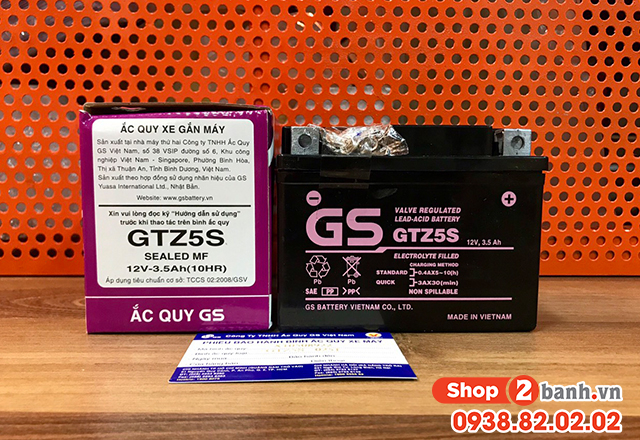 ẮC QUY XE GẮN MÁY
Sản xuất tại nhà máy thứ hai Công ty
TNHH Ắc Quy GS Việt Nam, số 38 VSIP đường số 6, Khu công
nghiệp Việt Nam - Singapore, Phường Bình Hòa,
Thị xã Thuận An, Tỉnh Bình Dương, Việt Nam.
Sản xuất theo hợp đồng sử dụng nhãn hiệu của GS
Yuasa International Ltd., Nhật Bản.
Website: www.gsbattery.vn
Xin vui lòng đọc kỹ "Hướng dẫn sử dụng"
trước khi thao tác trên bình ắc quy
GTZ5S
SEALED MF
12V-3.5Ah(10HR)
Áp dụng tiêu chuẩn cơ sở: TCCS 02:2008/GSV
ẮC QUY GS
GS
VALVE REGULATED
LEAD-ACID BATTERY
GTZ5S
12V, 3.5 Ah
ELECTROLYTE FILLED
CHARGING METHOD
STANDARD 0.4AX5~10(h)
QUICK 3AX30(min)
NON SPILLABLE
Pb Pb
SAE PP >PP<
GS BATTERY VIETNAM CO., LTD.
MADE IN VIETNAM
Công Ty TNHH Ắc Quy GS Việt Nam
PHIẾU BẢO HÀNH BÌNH ẮC QUY XE MÁY
Shop2banh.vn
0938.82.02.02